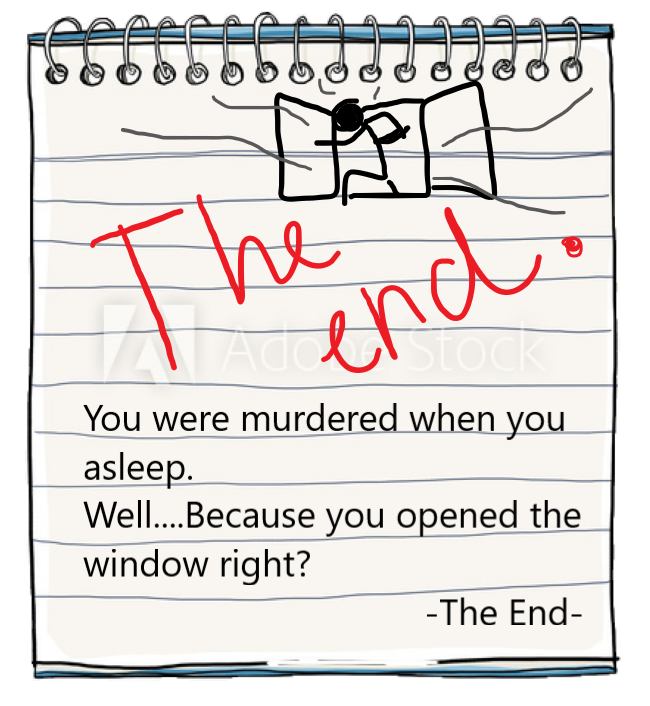 The
end.
Adobe Stock
You were murdered when you
asleep.
Well....Because you opened the
window right?
-The End-